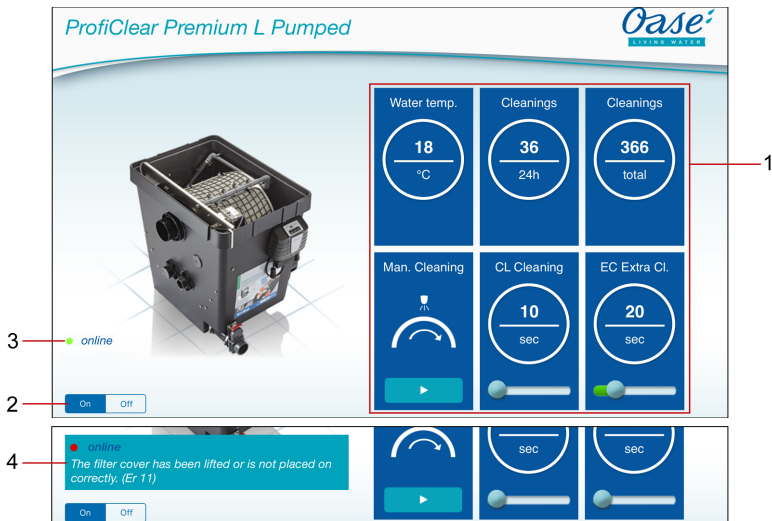 ProfiClear Premium L Pumped
Oase
LIVING WATER
Water temp.
18
°C
Cleanings
36
24h
Cleanings
366
total
1
Man. Cleaning
CL Cleaning
10
sec
EC Extra Cl.
20
sec
3
online
2
On Off
4
online
The filter cover has been lifted or is not placed on
correctly. (Er 11)
sec
sec
On Off